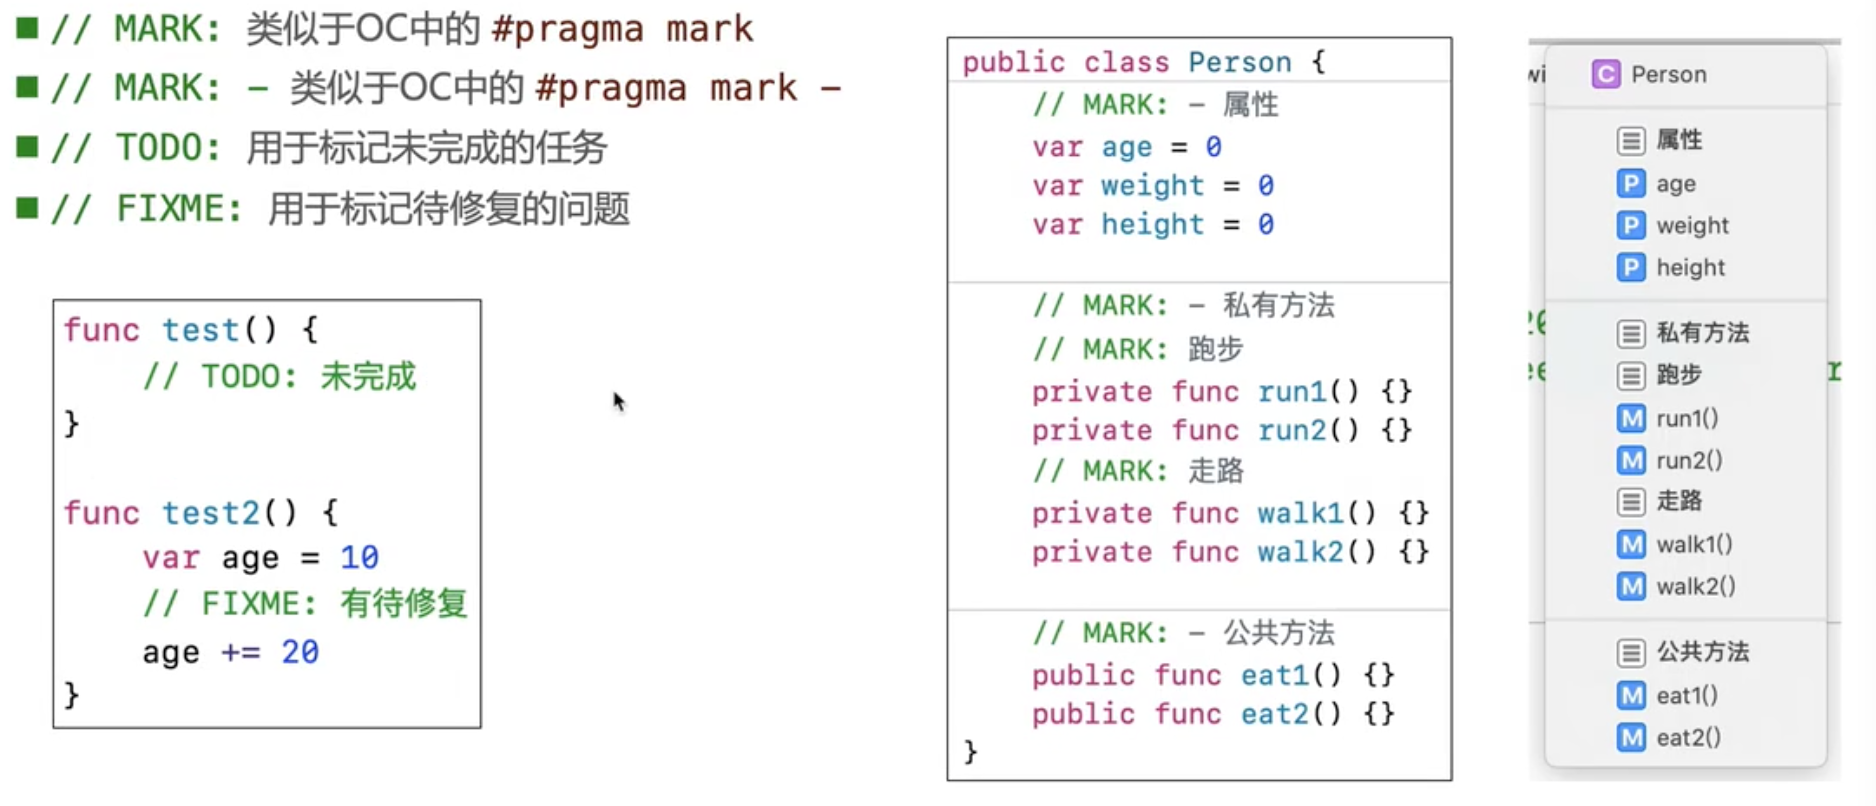 // MARK: 类似于OC中的 #pragma mark
// MARK: - 类似于OC中的 #pragma mark -
// TODO: 用于标记未完成的任务
// FIXME: 用于标记待修复的问题
func test() {
// TODO: 未完成
}
func test2() {
var age = 10
// FIXME: 有待修复
age += 20
}
public class Person {
// MARK: - 属性
var age = 0
var weight = 0
var height = 0
// MARK: - 私有方法
// MARK: 跑步
private func run1() {}
private func run2() {}
// MARK: 走路
private func walk1() {}
private func walk2() {}
// MARK: - 公共方法
public func eat1() {}
public func eat2() {}
}
C Person
属性
P age
P weight
P height
私有方法
跑步
M run1()
M run2()
走路
M walk1()
M walk2()
公共方法
M eat1()
M eat2()